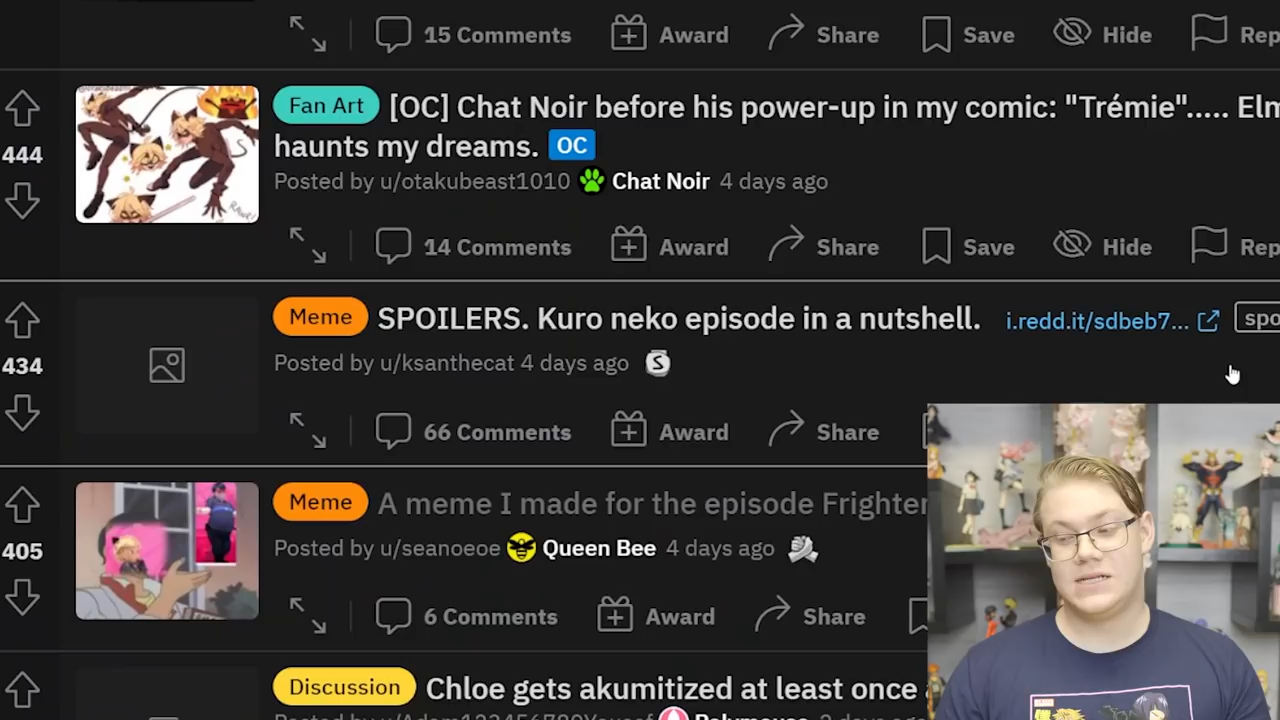 15 Comments Award Share Save Hide Rep
Fan Art [OC] Chat Noir before his power-up in my comic: "Trémie"..... Eln
444
haunts my dreams. OC
Posted by u/otakubeast1010 Chat Noir 4 days ago
14 Comments Award Share Save Hide Rep
Meme SPOILERS. Kuro neko episode in a nutshell. i.redd.it/sdbeb7... spo
434
Posted by u/ksanthecat 4 days ago S
66 Comments Award Share
Meme A meme I made for the episode Frighten
405
Posted by u/seanoeoe Queen Bee 4 days ago
6 Comments Award Share
Discussion Chloe gets akumitized at least once